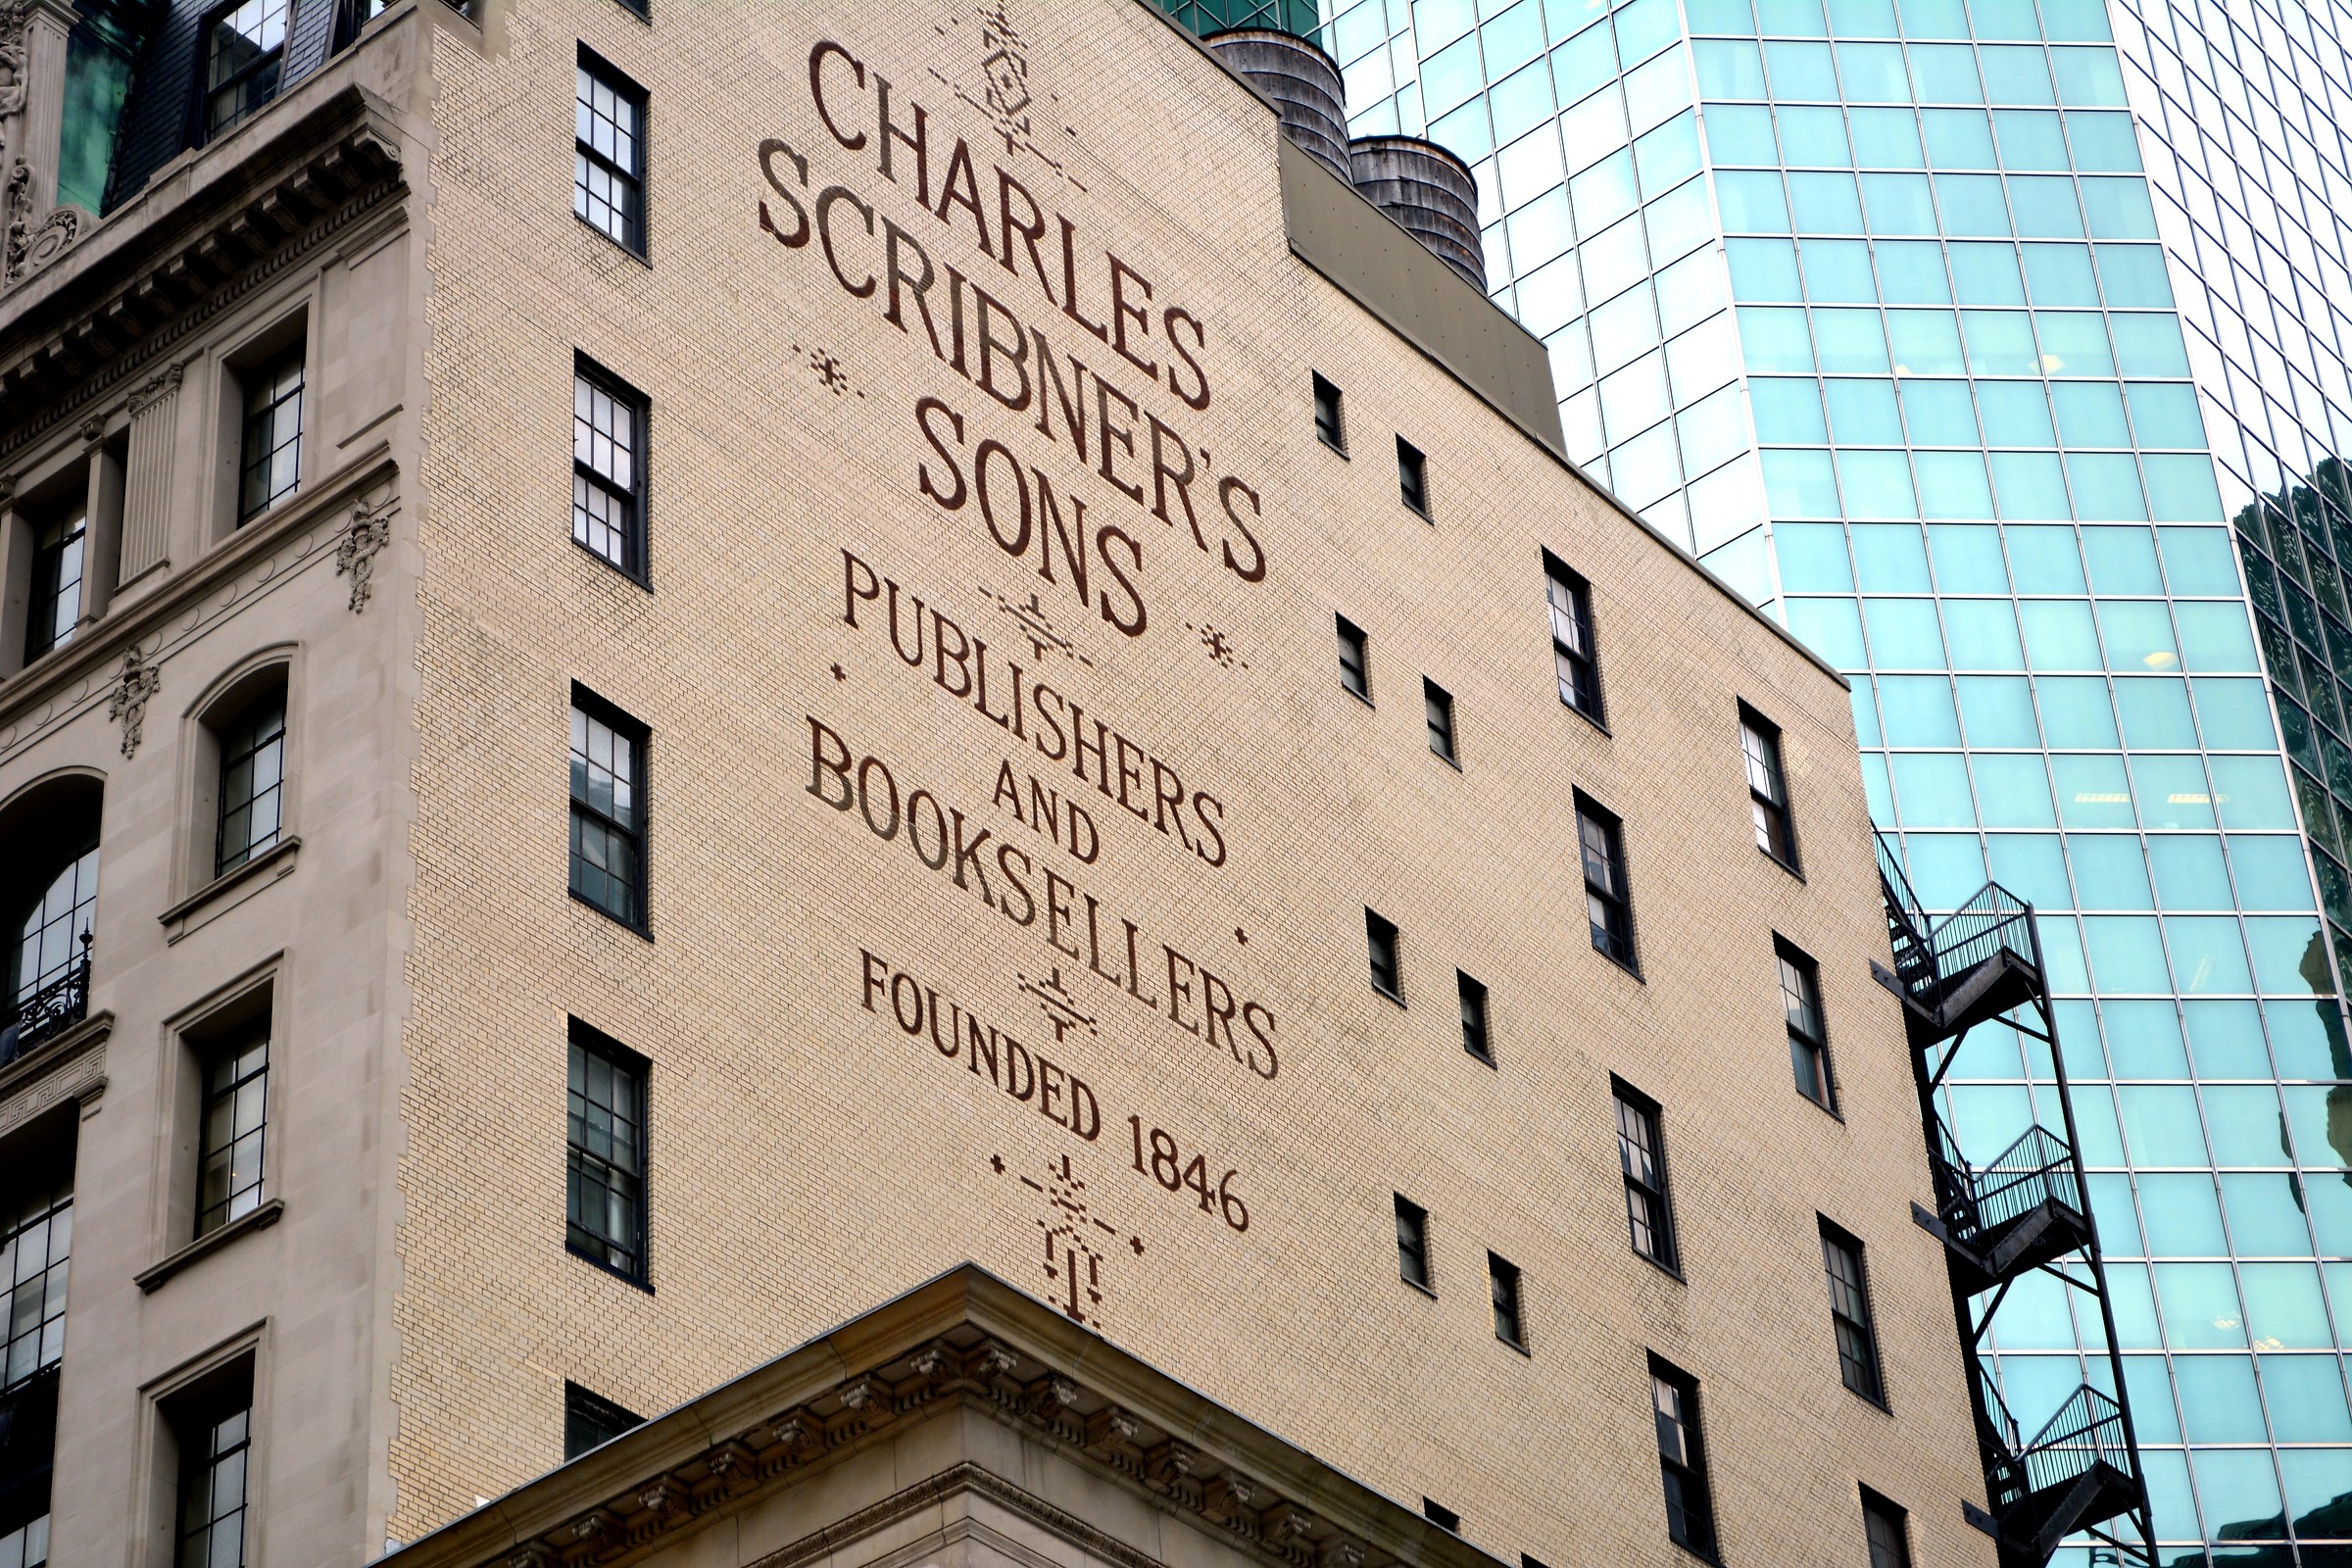 CHARLES
SCRIBNER'S
SONS
PUBLISHERS
AND
BOOKSELLERS
FOUNDED 1846